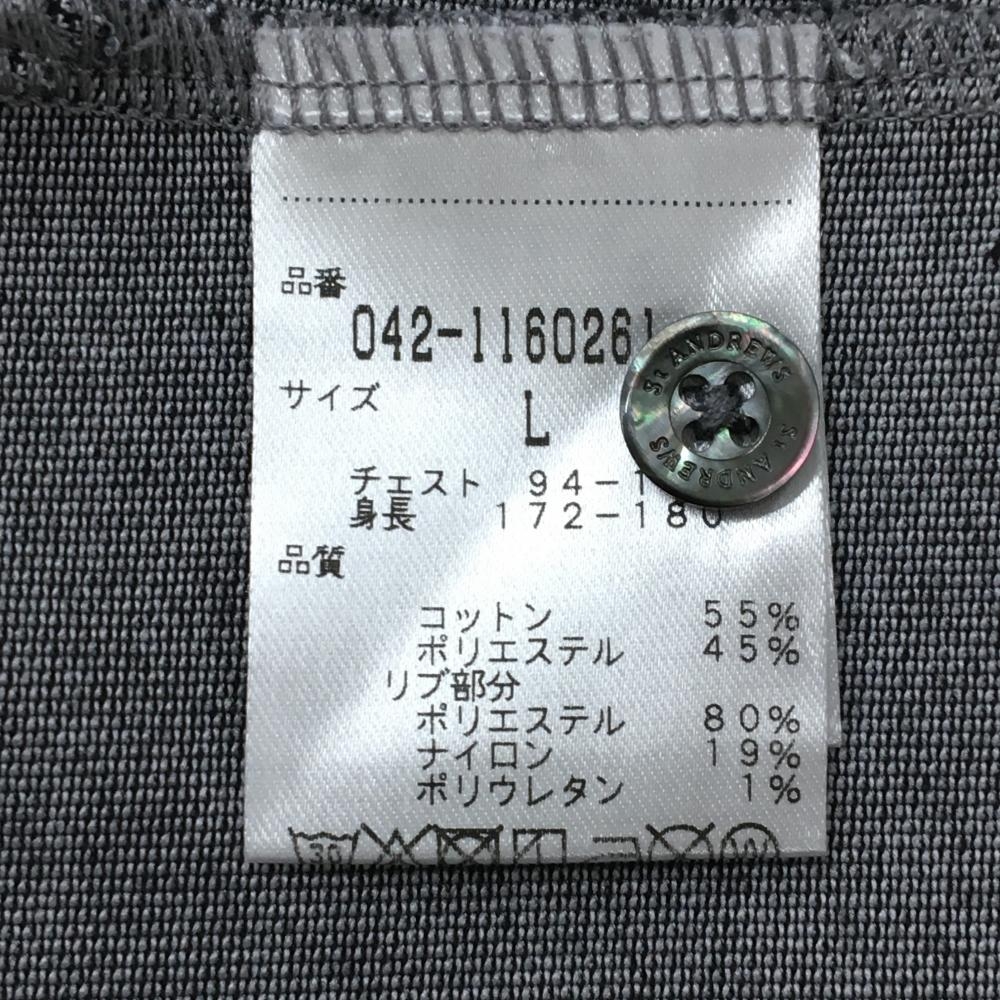 品番
042-1160261
サイズ
L
チェスト 94-1
身長 172-180
品質
コットン 55%
ポリエステル 45%
リブ部分
ポリエステル 80%
ナイロン 19%
ポリウレタン 1%
30
W
ST ANDREWS
ST ANDREWS